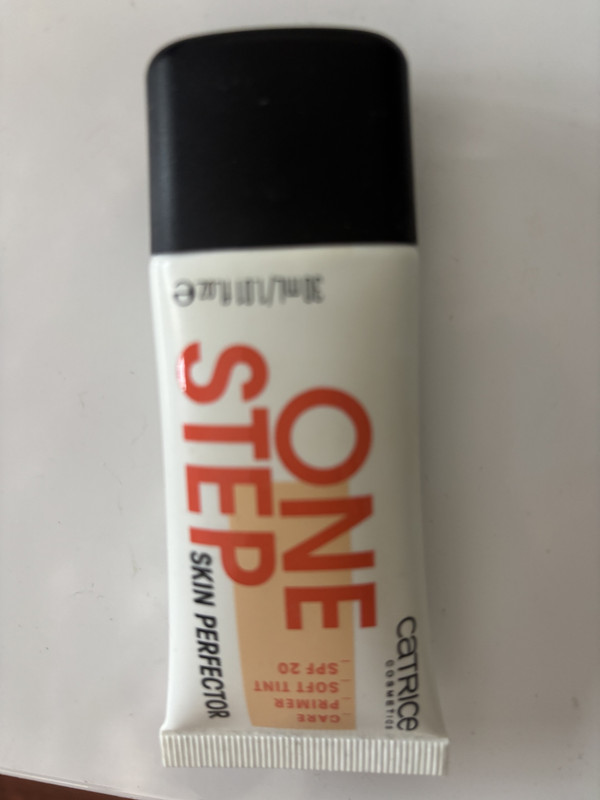 CATRICE
COSMETICS
ONE
STEP
SKIN PERFECTOR
CARE
PRIMER
SOFT TINT
SPF 20
30 ml/1.01 fl.oz ℮